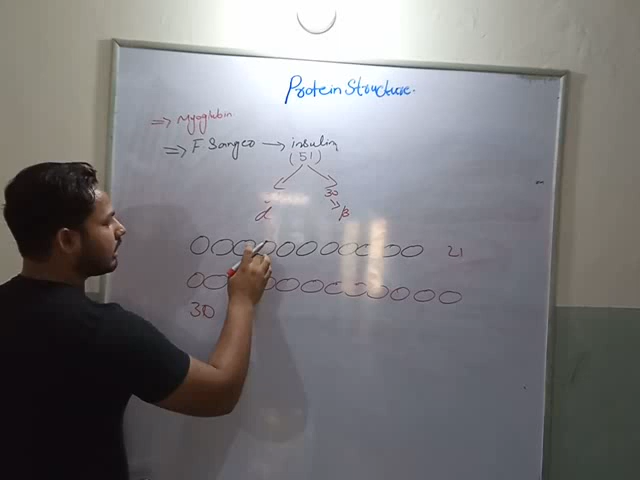 Protein Structure.
⇒ Myoglobin
⇒ F Sanger → insulin
(51)
30
α β
21
30